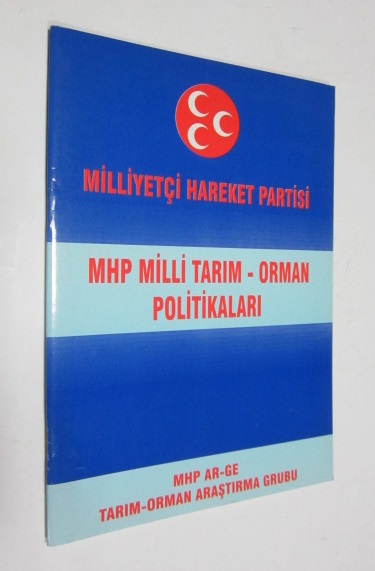 MİLLİYETÇİ HAREKET PARTİSİ
MHP MİLLİ TARIM - ORMAN
POLİTİKALARI
MHP AR-GE
TARIM-ORMAN ARAŞTIRMA GRUBU